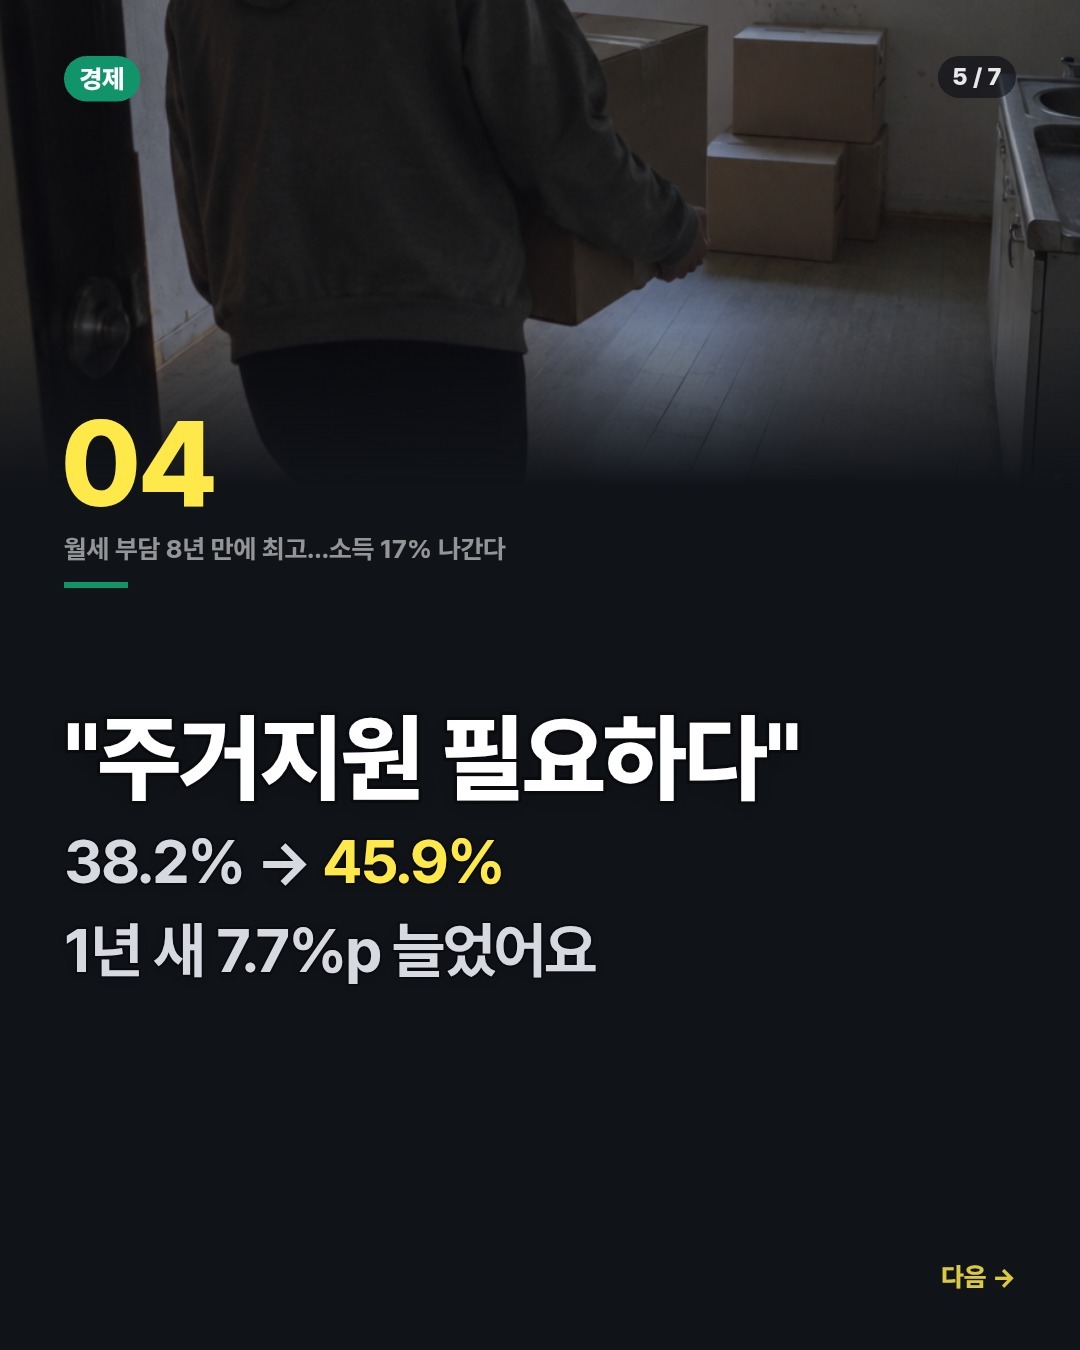 경제
5 / 7
04
월세 부담 8년 만에 최고...소득 17% 나간다
"주거지원 필요하다"
38.2% → 45.9%
1년 새 7.7%p 늘었어요
다음 →